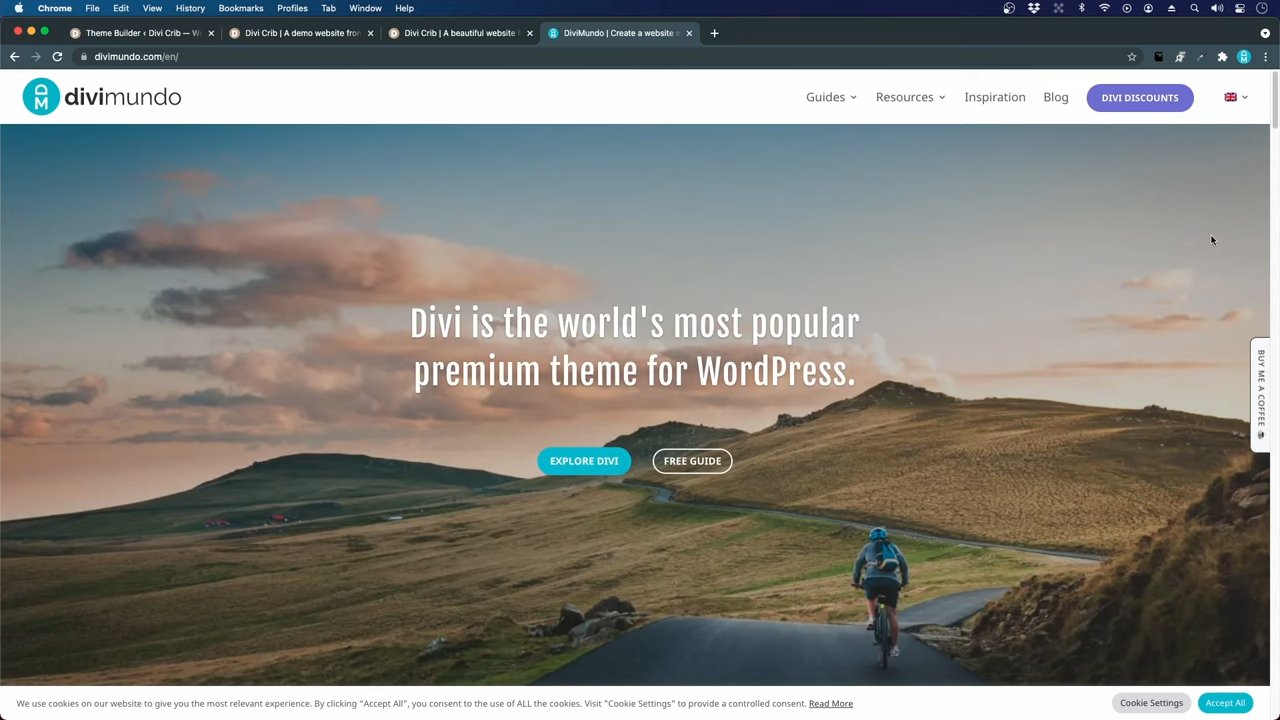 Chrome File Edit View History Bookmarks Profiles Tab Window Help
Theme Builder ‹ Divi Crib — W
Divi Crib | A demo website fron
Divi Crib | A beautiful website
DiviMundo | Create a website w
divimundo.com/en/
DM divimundo
Guides Resources Inspiration Blog DIVI DISCOUNTS
Divi is the world's most popular
premium theme for WordPress.
EXPLORE DIVI FREE GUIDE
BUY ME A COFFEE
We use cookies on our website to give you the most relevant experience. By clicking "Accept All", you consent to the use of ALL the cookies. Visit "Cookie Settings" to provide a controlled consent. Read More
Cookie Settings Accept All